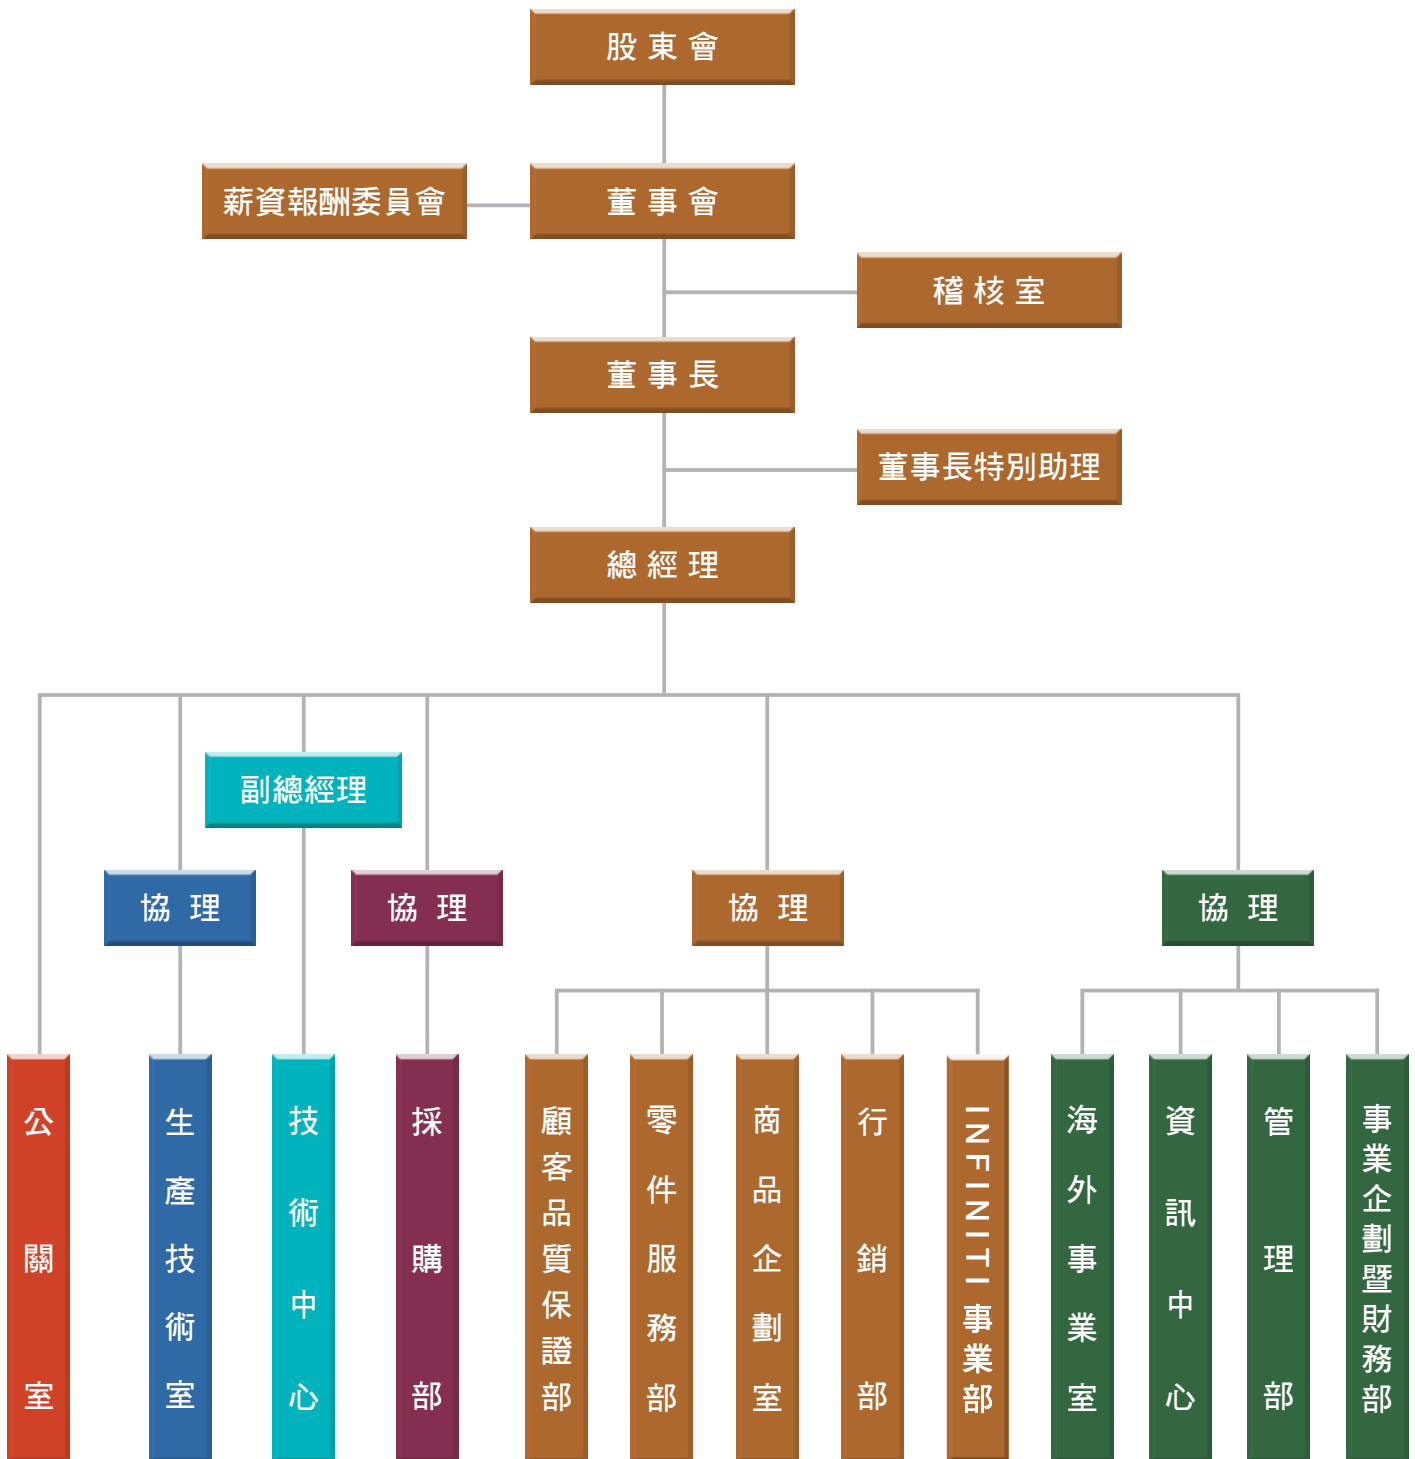 股東會
薪資報酬委員會
董事會
稽核室
董事長
董事長特別助理
總經理
副總經理
協理
協理
協理
協理
公關室
生產技術室
技術中心
採購部
顧客品質保證部
零件服務部
商品企劃室
行銷部
INFINITI事業部
海外事業室
資訊中心
管理部
事業企劃暨財務部